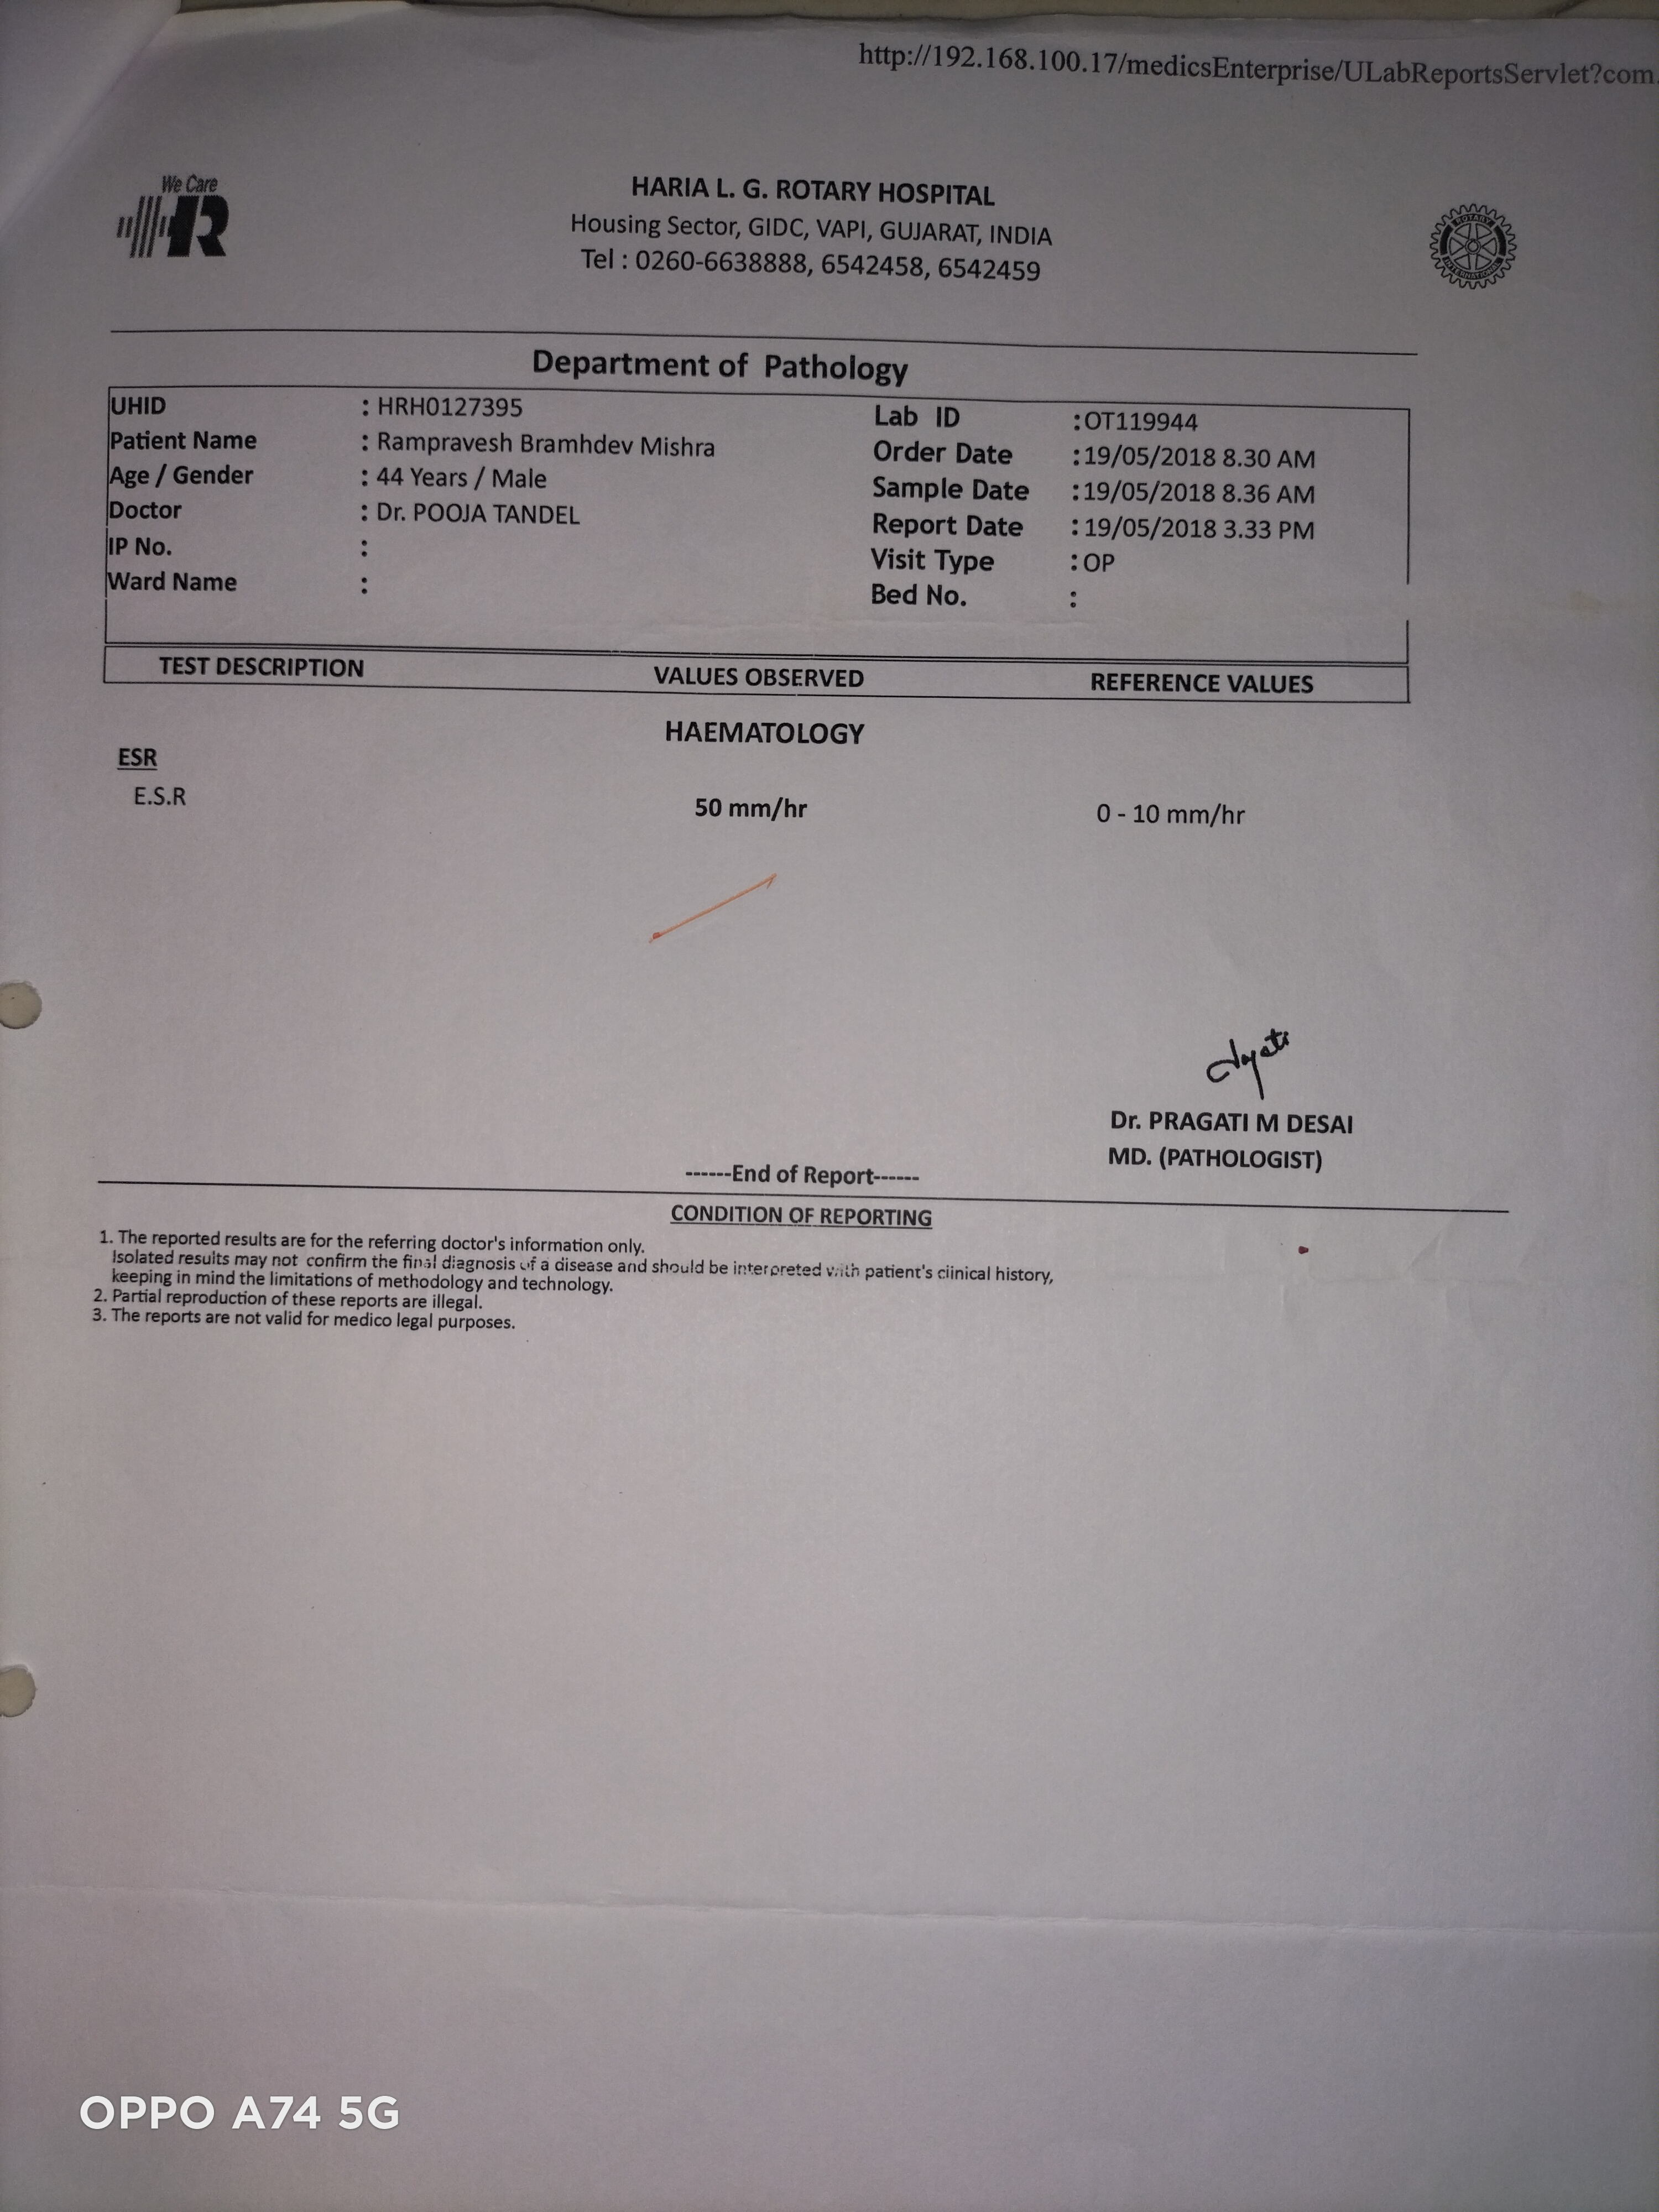 http://192.168.100.17/medicsEnterprise/ULabReportsServlet?com.
We Care
R
HARIA L. G. ROTARY HOSPITAL
Housing Sector, GIDC, VAPI, GUJARAT, INDIA
Tel : 0260-6638888, 6542458, 6542459
ROTARY INTERNATIONAL
Department of Pathology
UHID : HRH0127395 Lab ID :OT119944
Patient Name : Rampravesh Bramhdev Mishra Order Date :19/05/2018 8.30 AM
Age / Gender : 44 Years / Male Sample Date :19/05/2018 8.36 AM
Doctor : Dr. POOJA TANDEL Report Date :19/05/2018 3.33 PM
IP No. : Visit Type :OP
Ward Name : Bed No. :
TEST DESCRIPTION VALUES OBSERVED REFERENCE VALUES
HAEMATOLOGY
ESR
E.S.R 50 mm/hr 0 - 10 mm/hr
Dr. PRAGATI M DESAI
MD. (PATHOLOGIST)
------End of Report------
CONDITION OF REPORTING
1. The reported results are for the referring doctor's information only.
Isolated results may not confirm the final diagnosis of a disease and should be interpreted with patient's clinical history,
keeping in mind the limitations of methodology and technology.
2. Partial reproduction of these reports are illegal.
3. The reports are not valid for medico legal purposes.
OPPO A74 5G